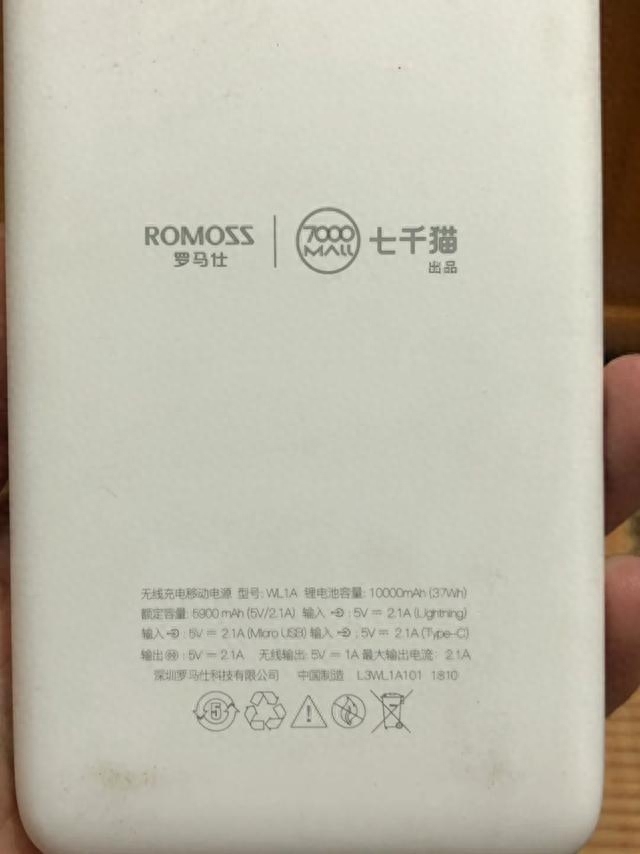 ROMOSS
罗马仕
7000
MALL
七千猫
出品
无线充电移动电源 型号: WL1A 锂电池容量: 10000mAh (37Wh)
额定容量: 5900 mAh (5V/2.1A) 输入 : 5V ⎓ 2.1A (Lightning)
输入 : 5V ⎓ 2.1A (Micro USB) 输入 : 5V ⎓ 2.1A (Type-C)
输出 : 5V ⎓ 2.1A 无线输出: 5V ⎓ 1A 最大输出电流: 2.1A
深圳罗马仕科技有限公司 中国制造 L3WL1A101 1810
5